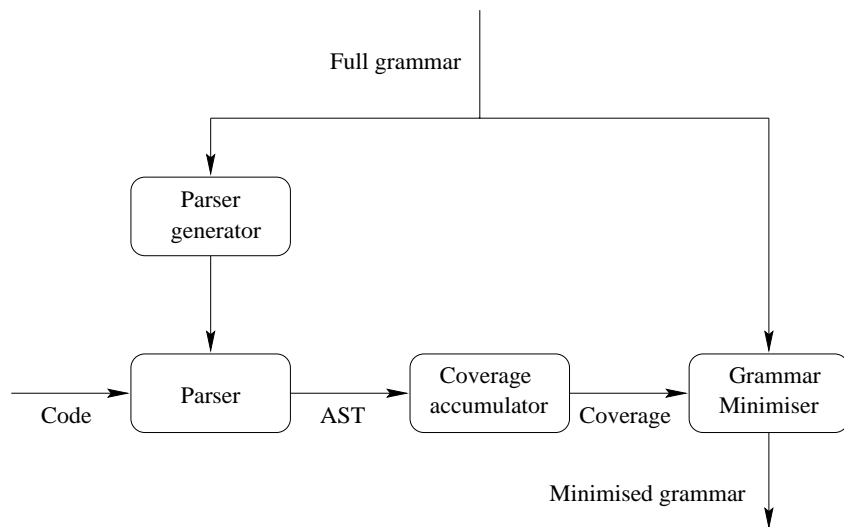 Full grammar
Parser
generator
Parser
Coverage
accumulator
Grammar
Minimiser
Code
AST
Coverage
Minimised grammar